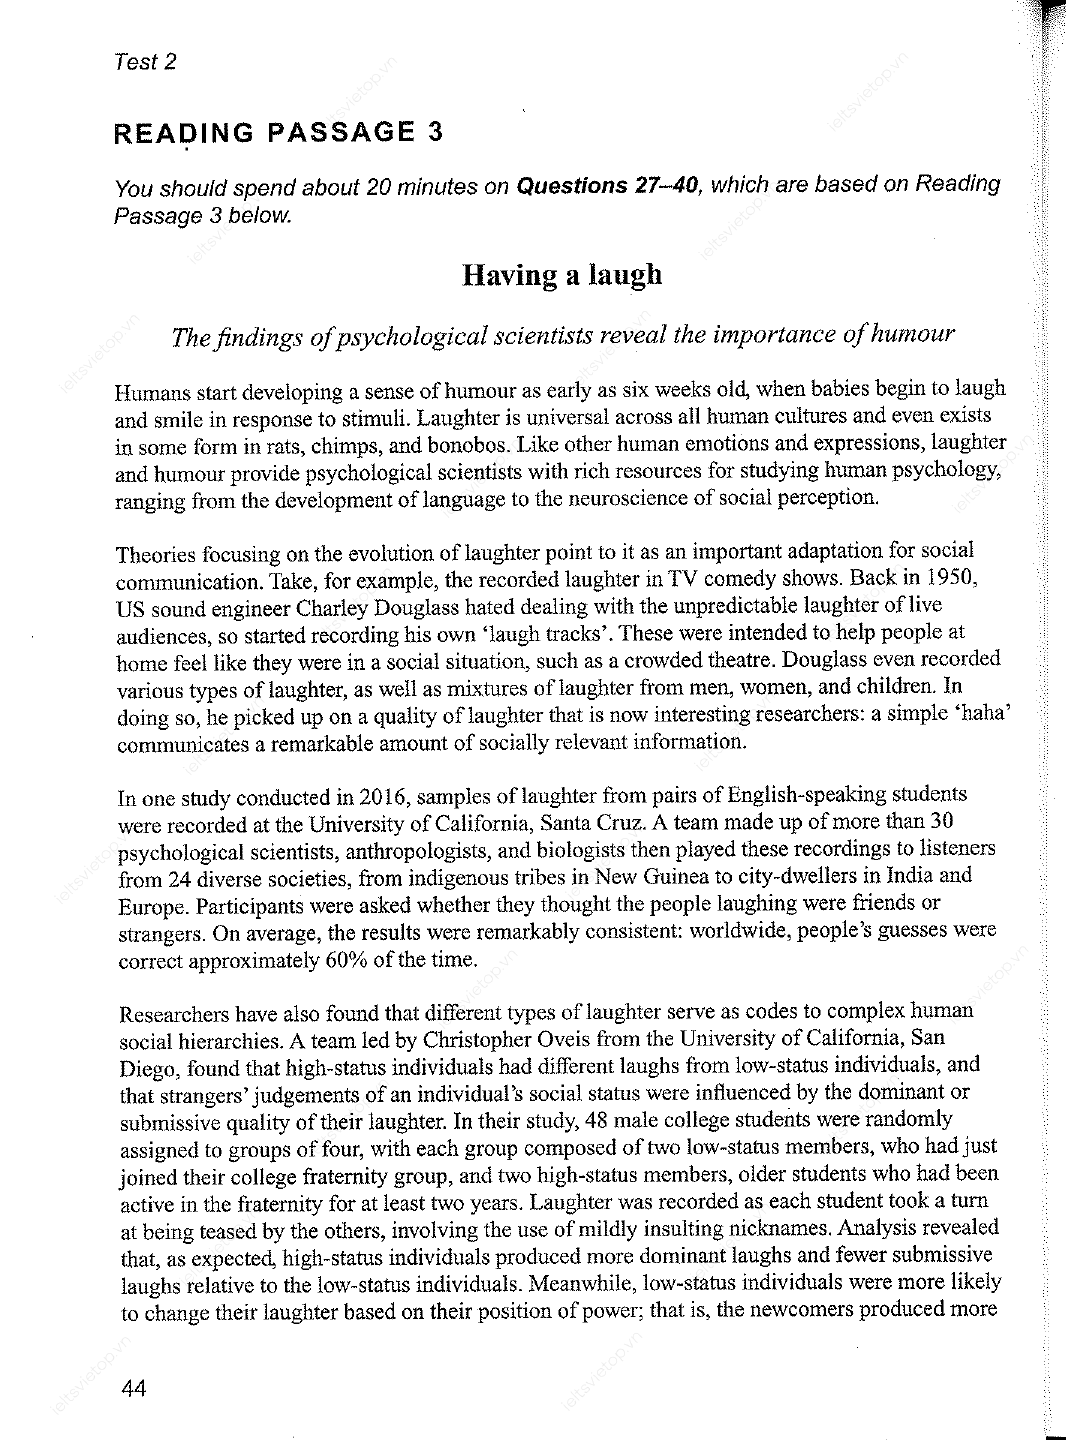 Test 2
READING PASSAGE 3
You should spend about 20 minutes on Questions 27–40, which are based on Reading
Passage 3 below.
Having a laugh
The findings of psychological scientists reveal the importance of humour
Humans start developing a sense of humour as early as six weeks old, when babies begin to laugh
and smile in response to stimuli. Laughter is universal across all human cultures and even exists
in some form in rats, chimps, and bonobos. Like other human emotions and expressions, laughter
and humour provide psychological scientists with rich resources for studying human psychology,
ranging from the development of language to the neuroscience of social perception.
Theories focusing on the evolution of laughter point to it as an important adaptation for social
communication. Take, for example, the recorded laughter in TV comedy shows. Back in 1950,
US sound engineer Charley Douglass hated dealing with the unpredictable laughter of live
audiences, so started recording his own ‘laugh tracks’. These were intended to help people at
home feel like they were in a social situation, such as a crowded theatre. Douglass even recorded
various types of laughter, as well as mixtures of laughter from men, women, and children. In
doing so, he picked up on a quality of laughter that is now interesting researchers: a simple ‘haha’
communicates a remarkable amount of socially relevant information.
In one study conducted in 2016, samples of laughter from pairs of English-speaking students
were recorded at the University of California, Santa Cruz. A team made up of more than 30
psychological scientists, anthropologists, and biologists then played these recordings to listeners
from 24 diverse societies, from indigenous tribes in New Guinea to city-dwellers in India and
Europe. Participants were asked whether they thought the people laughing were friends or
strangers. On average, the results were remarkably consistent: worldwide, people’s guesses were
correct approximately 60% of the time.
Researchers have also found that different types of laughter serve as codes to complex human
social hierarchies. A team led by Christopher Oveis from the University of California, San
Diego, found that high-status individuals had different laughs from low-status individuals, and
that strangers’ judgements of an individual’s social status were influenced by the dominant or
submissive quality of their laughter. In their study, 48 male college students were randomly
assigned to groups of four, with each group composed of two low-status members, who had just
joined their college fraternity group, and two high-status members, older students who had been
active in the fraternity for at least two years. Laughter was recorded as each student took a turn
at being teased by the others, involving the use of mildly insulting nicknames. Analysis revealed
that, as expected, high-status individuals produced more dominant laughs and fewer submissive
laughs relative to the low-status individuals. Meanwhile, low-status individuals were more likely
to change their laughter based on their position of power; that is, the newcomers produced more
44
ieltsvietop.vn